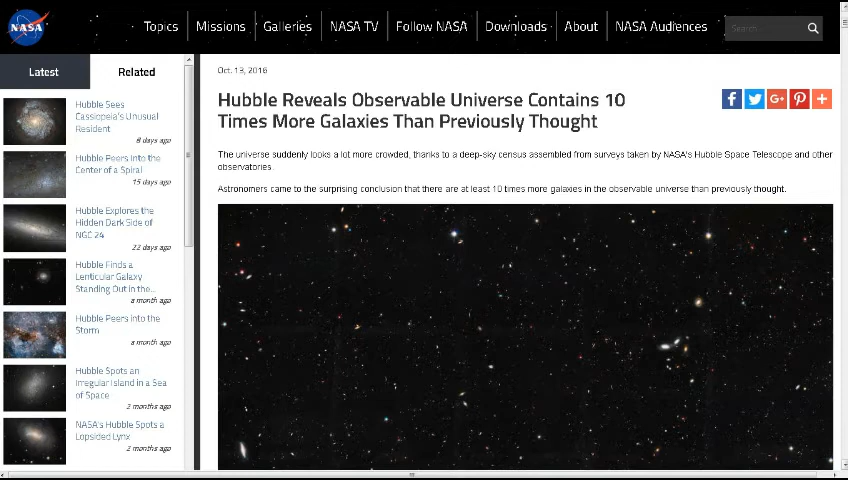 NASA
Topics Missions Galleries NASA TV Follow NASA Downloads About NASA Audiences Search
Latest Related
Hubble Sees
Cassiopeia's Unusual
Resident
8 days ago
Hubble Peers into the
Center of a Spiral
15 days ago
Hubble Explores the
Hidden Dark Side of
NGC 24
22 days ago
Hubble Finds a
Lenticular Galaxy
Standing Out in the...
a month ago
Hubble Peers into the
Storm
a month ago
Hubble Spots an
Irregular Island in a Sea
of Space
2 months ago
NASA's Hubble Spots a
Lopsided Lynx
2 months ago
Oct. 13, 2016
Hubble Reveals Observable Universe Contains 10
Times More Galaxies Than Previously Thought
f G+ +
The universe suddenly looks a lot more crowded, thanks to a deep-sky census assembled from surveys taken by NASA's Hubble Space Telescope and other
observatories.
Astronomers came to the surprising conclusion that there are at least 10 times more galaxies in the observable universe than previously thought.